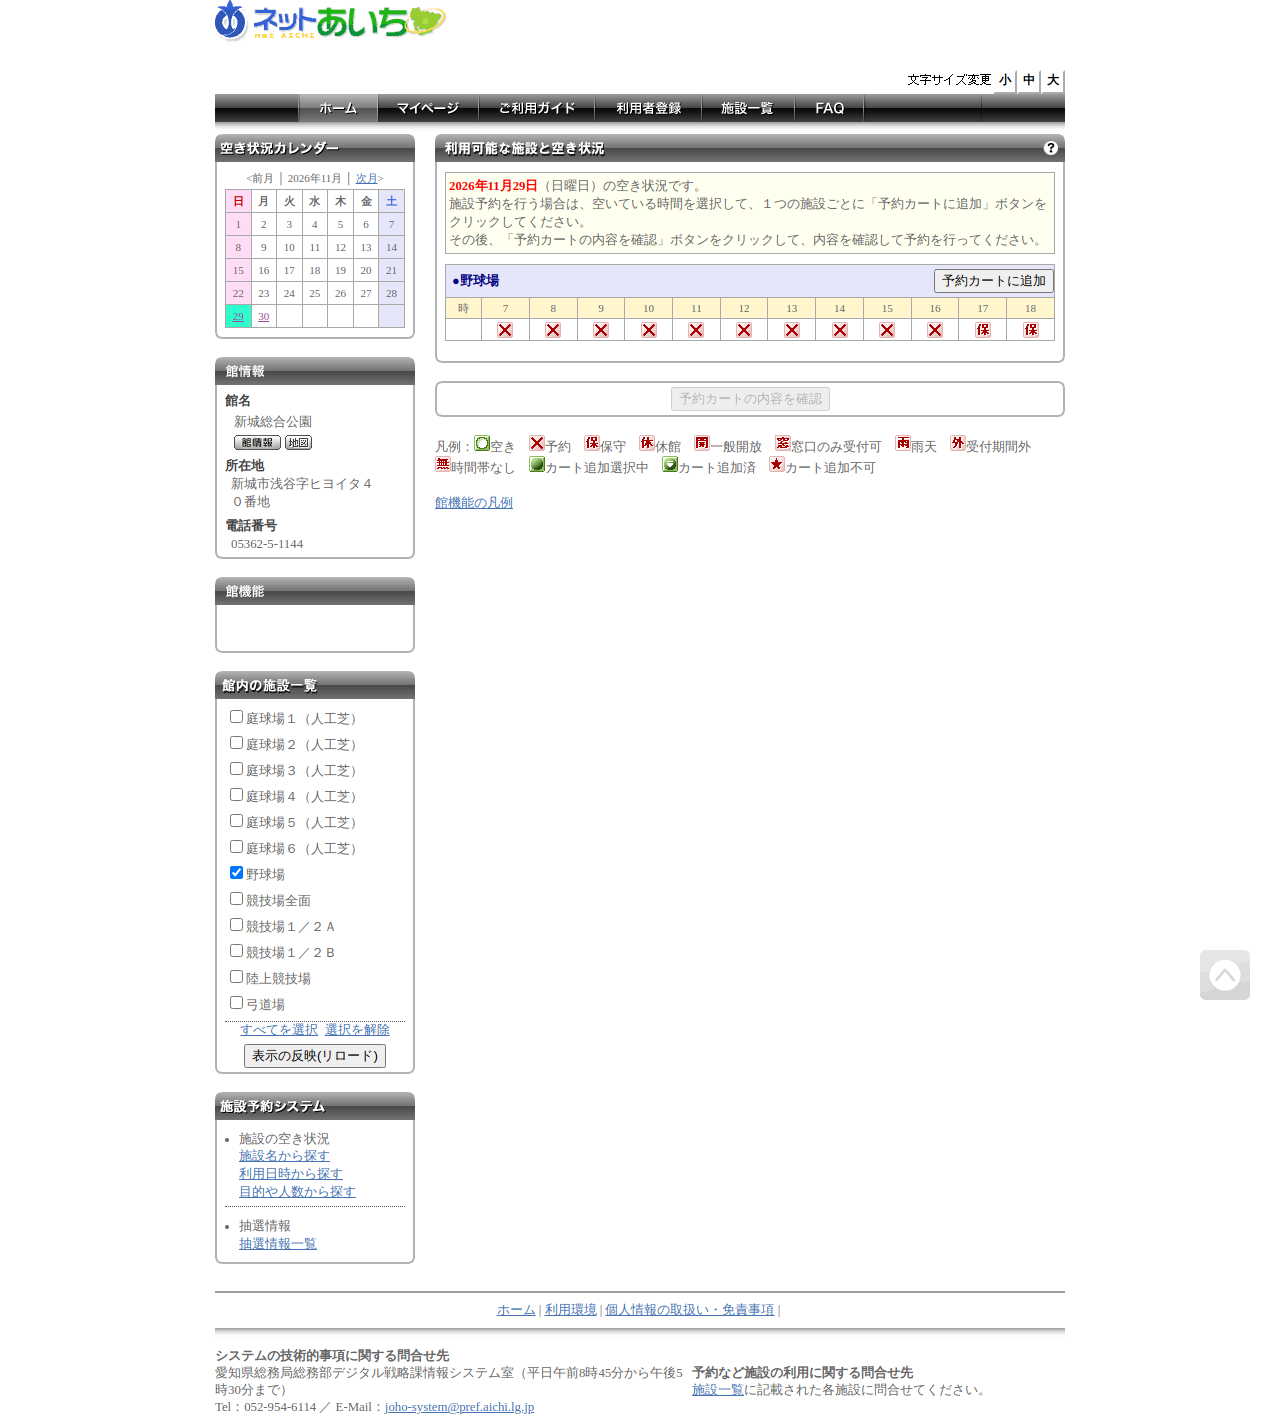 ネットあいち
N@E AICHI
文字サイズ変更 小 中 大
ホーム マイページ ご利用ガイド 利用者登録 施設一覧 FAQ
空き状況カレンダー
<前月 │ 2026年11月 │ 次月>
日 月 火 水 木 金 土
1 2 3 4 5 6 7
8 9 10 11 12 13 14
15 16 17 18 19 20 21
22 23 24 25 26 27 28
29 30
館情報
館名
新城総合公園
館情報 地図
所在地
新城市浅谷字ヒヨイタ４
０番地
電話番号
05362-5-1144
館機能
館内の施設一覧
庭球場１（人工芝）
庭球場２（人工芝）
庭球場３（人工芝）
庭球場４（人工芝）
庭球場５（人工芝）
庭球場６（人工芝）
野球場
競技場全面
競技場１／２Ａ
競技場１／２Ｂ
陸上競技場
弓道場
すべてを選択 選択を解除
表示の反映(リロード)
施設予約システム
• 施設の空き状況
施設名から探す
利用日時から探す
目的や人数から探す
• 抽選情報
抽選情報一覧
利用可能な施設と空き状況 ?
2026年11月29日（日曜日）の空き状況です。
施設予約を行う場合は、空いている時間を選択して、１つの施設ごとに「予約カートに追加」ボタンを
クリックしてください。
その後、「予約カートの内容を確認」ボタンをクリックして、内容を確認して予約を行ってください。
●野球場 予約カートに追加
時 7 8 9 10 11 12 13 14 15 16 17 18
保 保
予約カートの内容を確認
凡例：空き 予約 保保守 休休館 開一般開放 窓窓口のみ受付可 雨雨天 外受付期間外
無時間帯なし カート追加選択中 カート追加済 ★カート追加不可
館機能の凡例
ホーム | 利用環境 | 個人情報の取扱い・免責事項 |
システムの技術的事項に関する問合せ先
愛知県総務局総務部デジタル戦略課情報システム室（平日午前8時45分から午後5
時30分まで）
Tel：052-954-6114 ／ E-Mail：joho-system@pref.aichi.lg.jp
予約など施設の利用に関する問合せ先
施設一覧に記載された各施設に問合せてください。